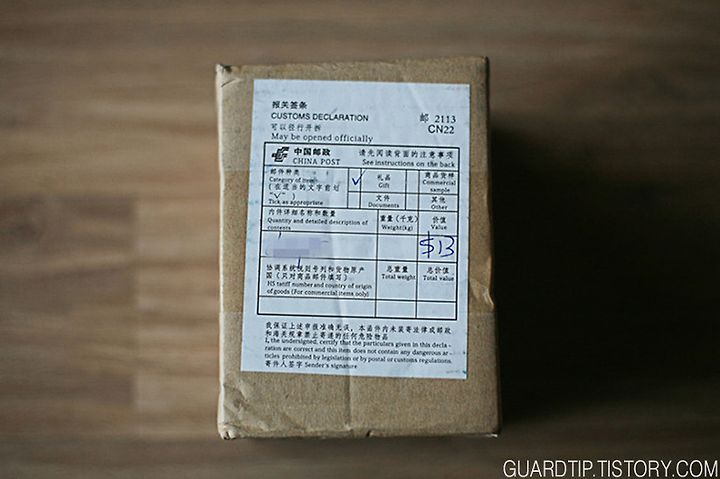 报关签条
CUSTOMS DECLARATION
邮 2113
CN22
可以径行开拆
May be opened officially
中国邮政
CHINA POST
请先阅读背面的注意事项
See instructions on the back
邮件种类
Category of item
(在适当的文字前划
"√")
Tick as appropriate
√
礼品
Gift
商品货样
Commercial
sample
文件
Documents
其他
Other
内件详细名称和数量
Quantity and detailed description of
contents
重量(千克)
Weight(kg)
价值
Value
$13
协调系统税则号列和货物原产
国(只对商品邮件填写)
HS tariff number and country of origin
of goods (For commercial items only)
总重量
Total weight
总价值
Total value
我保证上述申报准确无误，本函件内未装寄法律或邮政
和海关规章禁止寄递的任何危险物品
I, the undersigned, certify that the particulars given in this decla-
ration are correct and this item does not contain any dangerous ar-
ticles prohibited by legislation or by postal or customs regulations.
寄件人签字 Sender's signature
GUARDTIP.TISTORY.COM